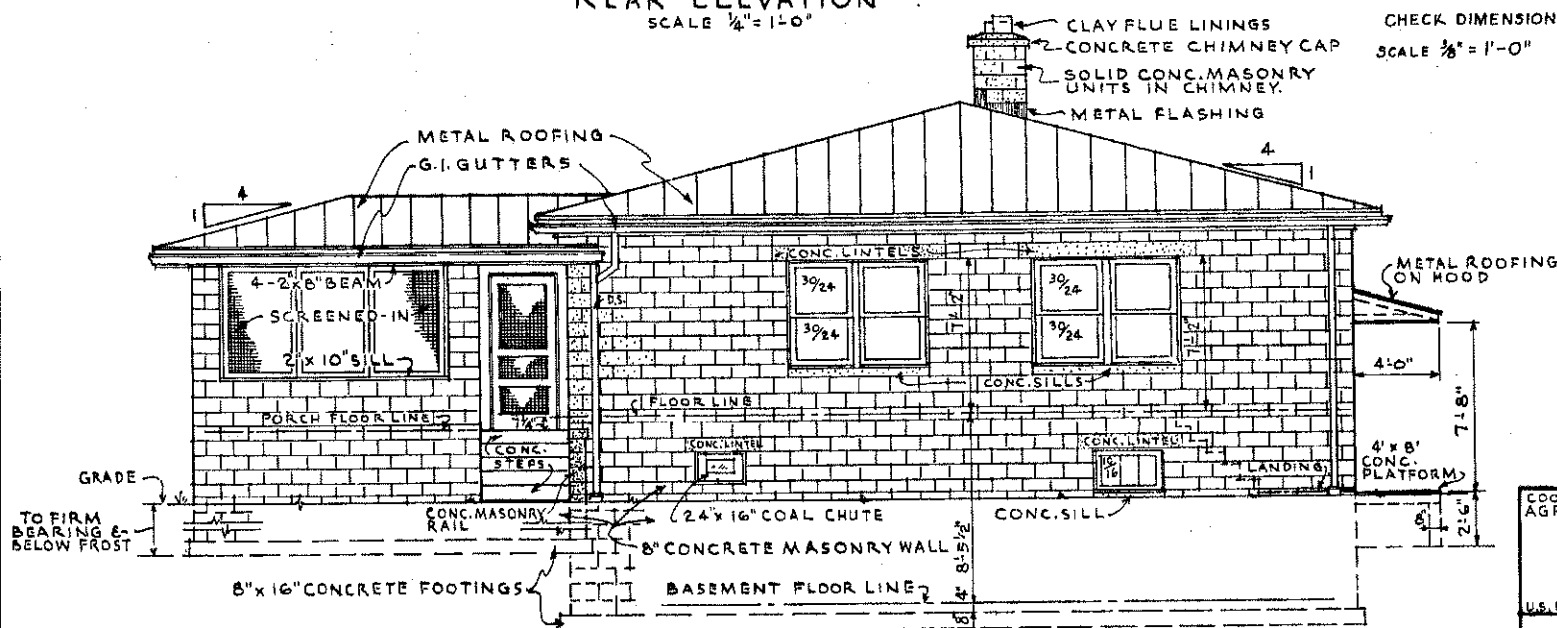 REAR ELEVATION
SCALE ¼" = 1'-0"
CHECK DIMENSION
SCALE ⅜" = 1'-0"
CLAY FLUE LININGS
CONCRETE CHIMNEY CAP
SOLID CONC. MASONRY
UNITS IN CHIMNEY.
METAL FLASHING
METAL ROOFING
G.I. GUTTERS
4
1
4
1
CONC. LINTELS
METAL ROOFING
ON HOOD
4-2"x8" BEAM
SCREENED-IN
2"x10" SILL
D.S.
30/24
30/24
30/24
30/24
7'-2"
7'-2"
4'-0"
7'-8"
CONC. SILLS
FLOOR LINE
PORCH FLOOR LINE
CONC.
STEPS
CONC. LINTEL
CONC. LINTEL
16
16
LANDING
4' x 8'
CONC.
PLATFORM
GRADE
TO FIRM
BEARING &
BELOW FROST
CONC. MASONRY
RAIL
24"x16" COAL CHUTE
CONC. SILL
8"
2'-6"
8" CONCRETE MASONRY WALL
8'-5½"
8"x16" CONCRETE FOOTINGS
BASEMENT FLOOR LINE
4"
8"
COO
AGR
U.S.